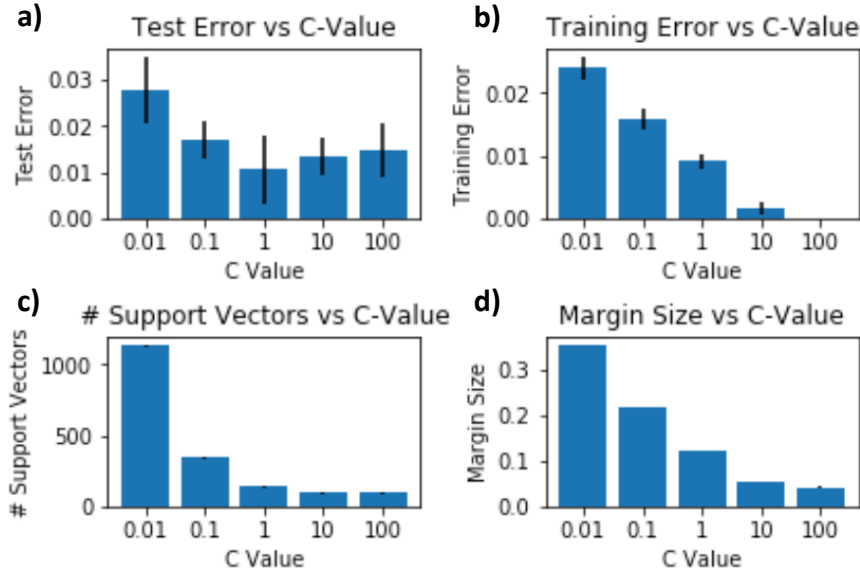 a)
Test Error vs C-Value
Test Error
0.03
0.02
0.01
0.00
0.01 0.1 1 10 100
C Value
b)
Training Error vs C-Value
Training Error
0.02
0.01
0.00
0.01 0.1 1 10 100
C Value
c)
# Support Vectors vs C-Value
# Support Vectors
1000
500
0
0.01 0.1 1 10 100
C Value
d)
Margin Size vs C-Value
Margin Size
0.3
0.2
0.1
0.0
0.01 0.1 1 10 100
C Value